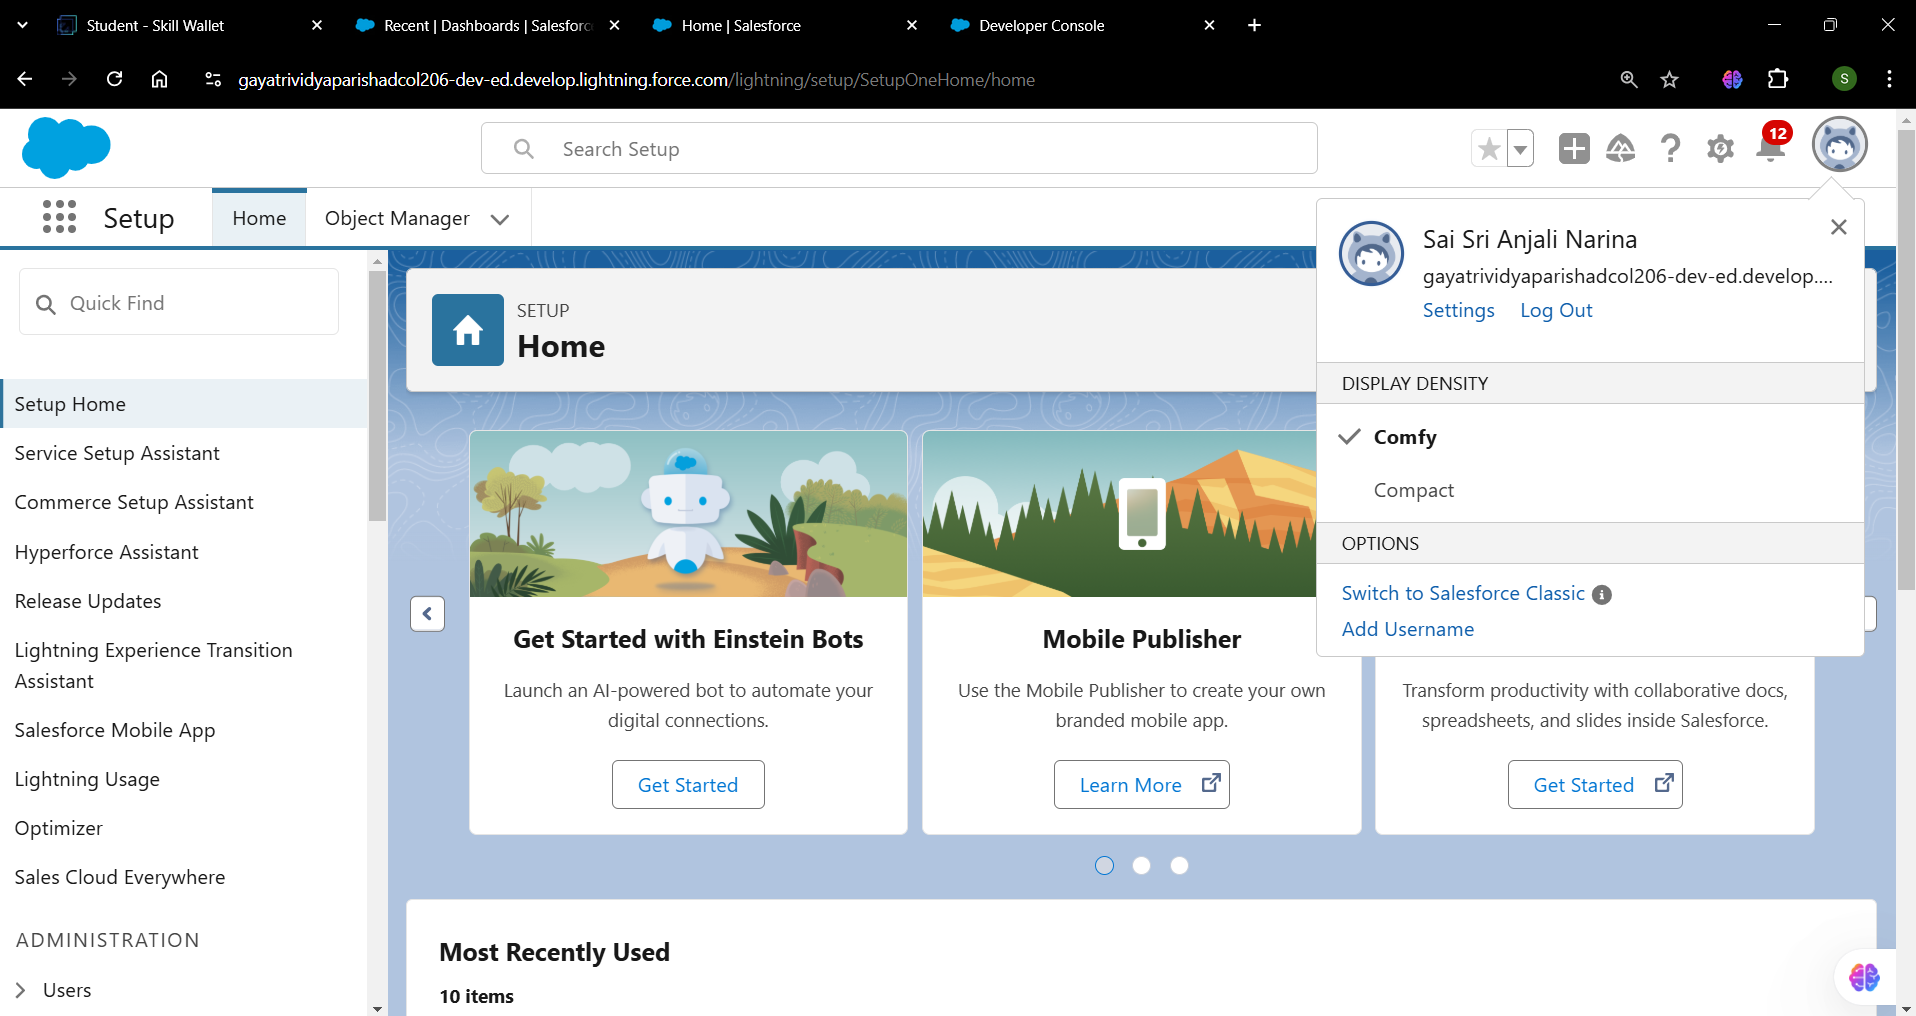 Student - Skill Wallet
Recent | Dashboards | Salesforc
Home | Salesforce
Developer Console
gayatrividyaparishadcol206-dev-ed.develop.lightning.force.com/lightning/setup/SetupOneHome/home
S
Search Setup
12
Setup
Home
Object Manager
Quick Find
Setup Home
Service Setup Assistant
Commerce Setup Assistant
Hyperforce Assistant
Release Updates
Lightning Experience Transition
Assistant
Salesforce Mobile App
Lightning Usage
Optimizer
Sales Cloud Everywhere
ADMINISTRATION
Users
SETUP
Home
Sai Sri Anjali Narina
gayatrividyaparishadcol206-dev-ed.develop....
Settings
Log Out
DISPLAY DENSITY
Comfy
Compact
OPTIONS
Switch to Salesforce Classic
Add Username
Get Started with Einstein Bots
Launch an AI-powered bot to automate your
digital connections.
Get Started
Mobile Publisher
Use the Mobile Publisher to create your own
branded mobile app.
Learn More
Transform productivity with collaborative docs,
spreadsheets, and slides inside Salesforce.
Get Started
Most Recently Used
10 items